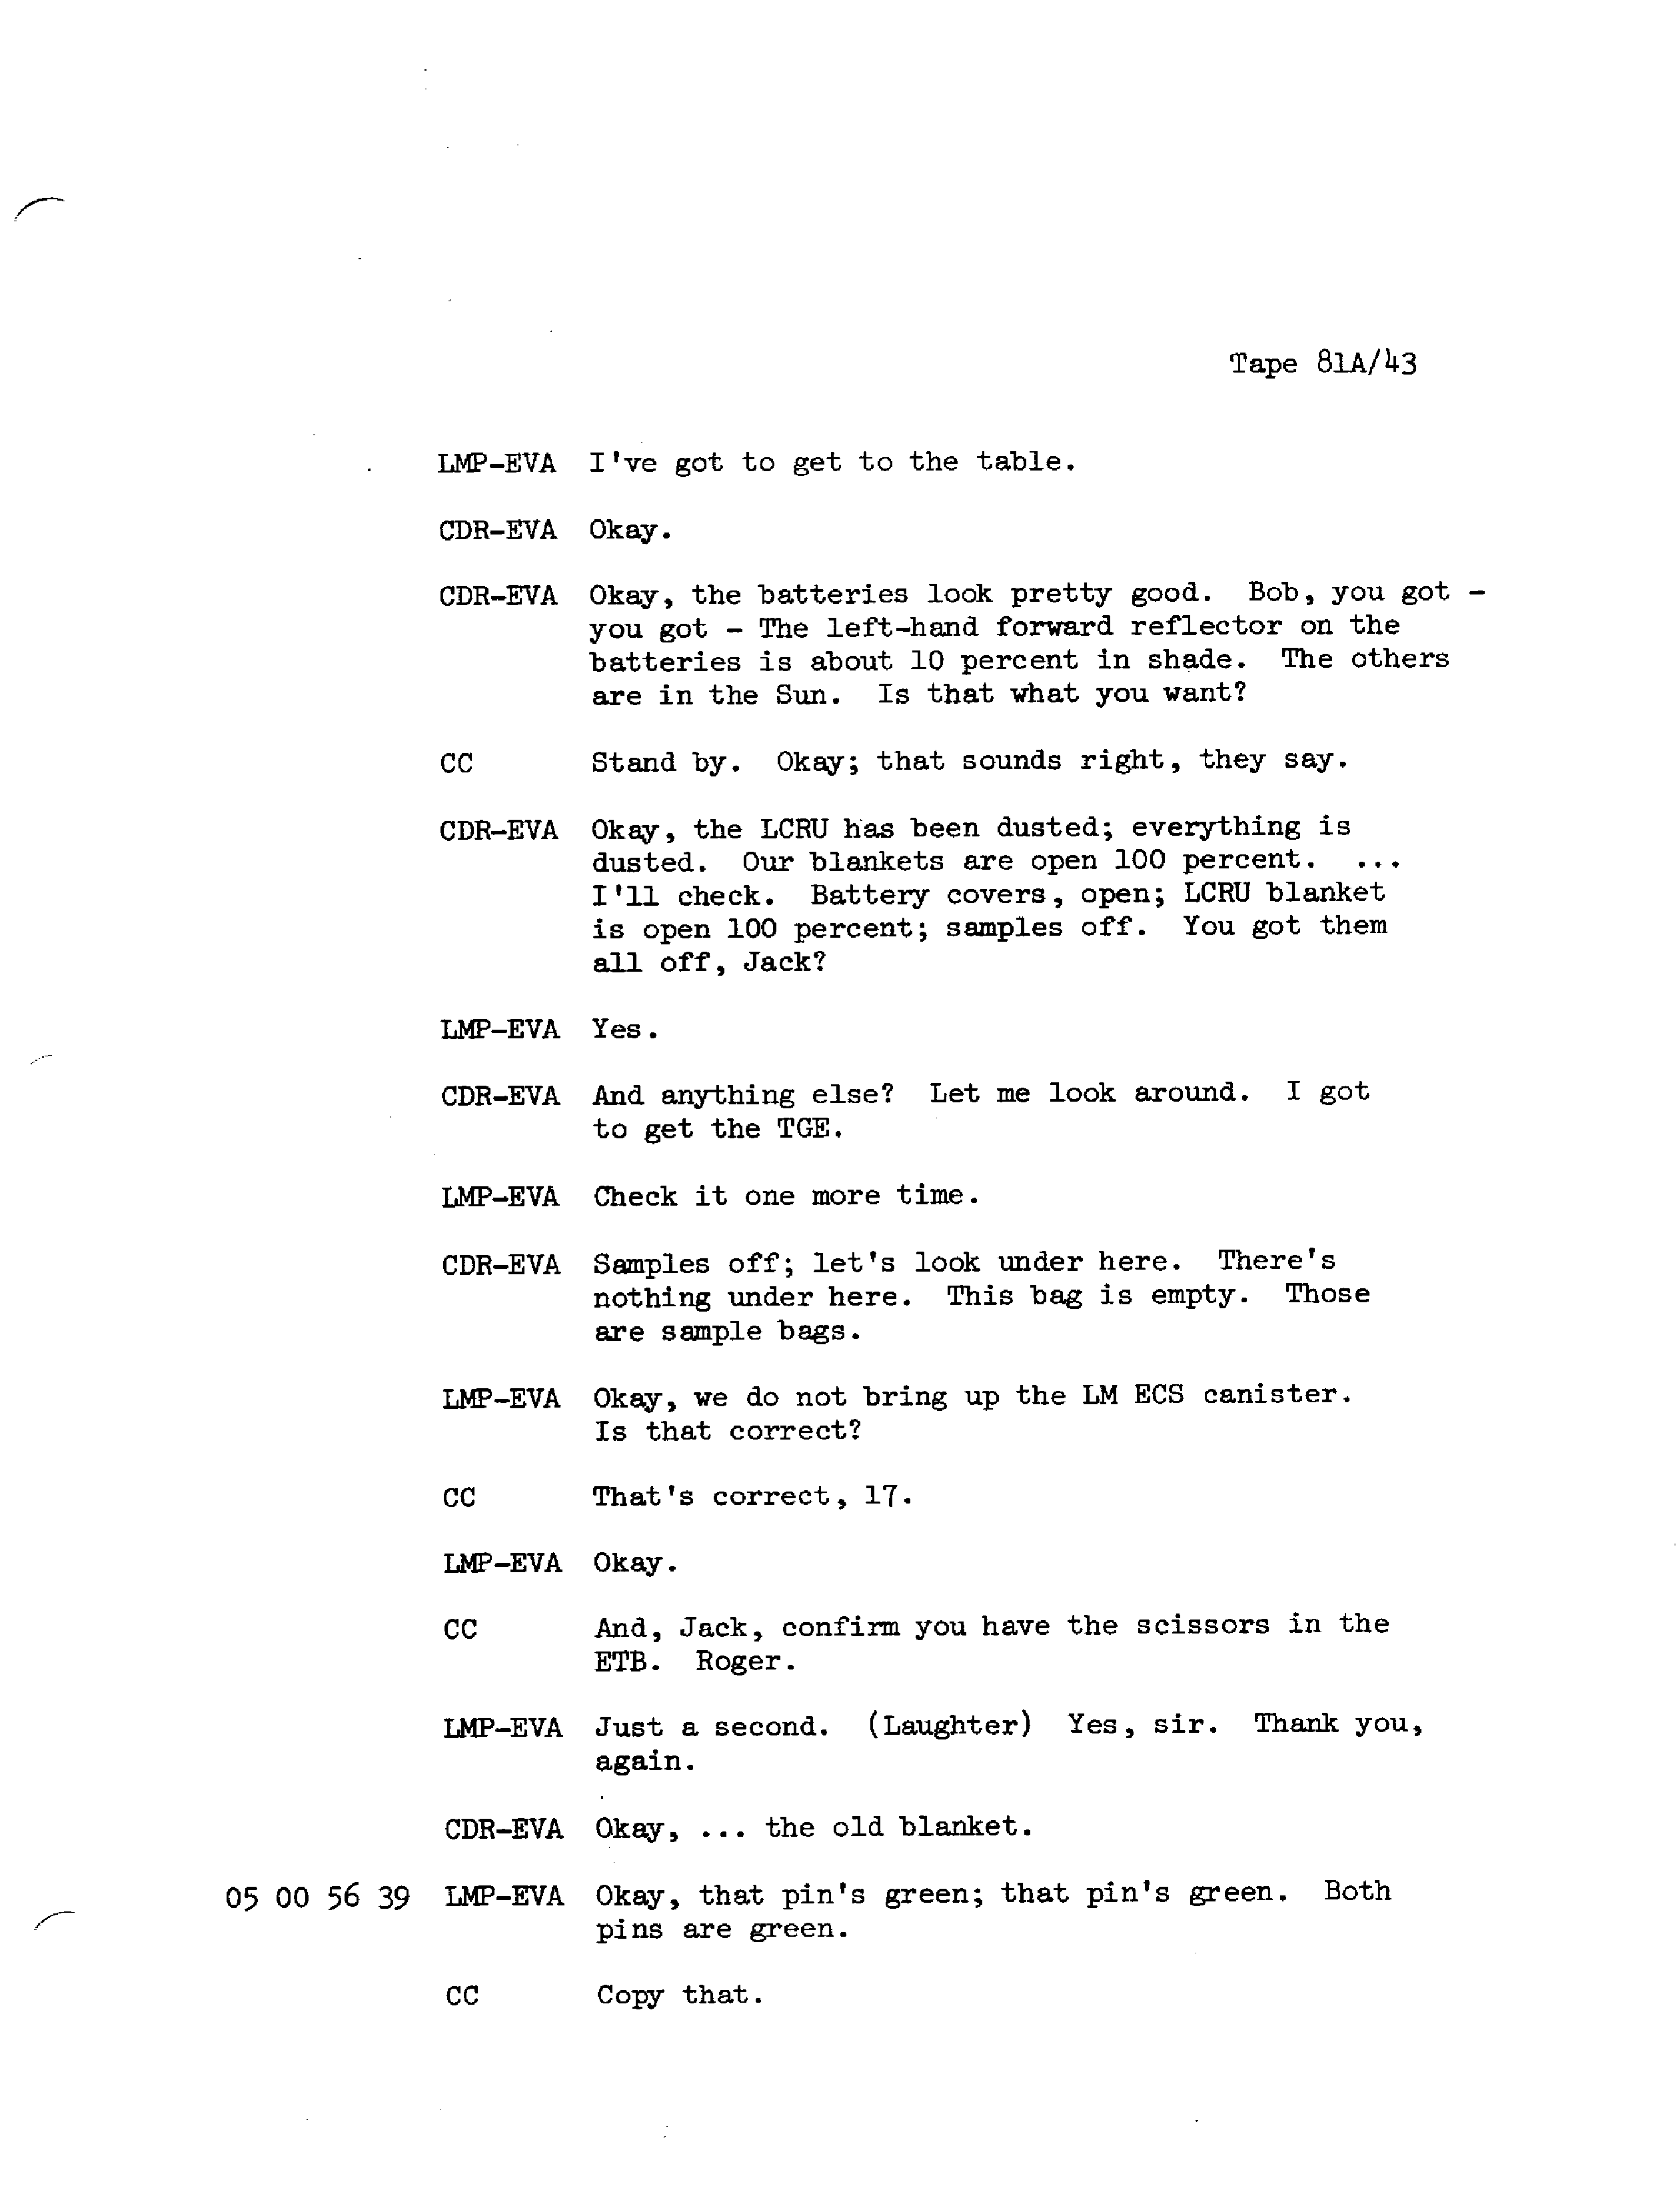 Tape 81A/43
LMP-EVA I've got to get to the table.
CDR-EVA Okay.
CDR-EVA Okay, the batteries look pretty good. Bob, you got -
you got - The left-hand forward reflector on the
batteries is about 10 percent in shade. The others
are in the Sun. Is that what you want?
CC Stand by. Okay; that sounds right, they say.
CDR-EVA Okay, the LCRU has been dusted; everything is
dusted. Our blankets are open 100 percent. ...
I'll check. Battery covers, open; LCRU blanket
is open 100 percent; samples off. You got them
all off, Jack?
LMP-EVA Yes.
CDR-EVA And anything else? Let me look around. I got
to get the TGE.
LMP-EVA Check it one more time.
CDR-EVA Samples off; let's look under here. There's
nothing under here. This bag is empty. Those
are sample bags.
LMP-EVA Okay, we do not bring up the LM ECS canister.
Is that correct?
CC That's correct, 17.
LMP-EVA Okay.
CC And, Jack, confirm you have the scissors in the
ETB. Roger.
LMP-EVA Just a second. (Laughter) Yes, sir. Thank you,
again.
CDR-EVA Okay, ... the old blanket.
05 00 56 39 LMP-EVA Okay, that pin's green; that pin's green. Both
pins are green.
CC Copy that.